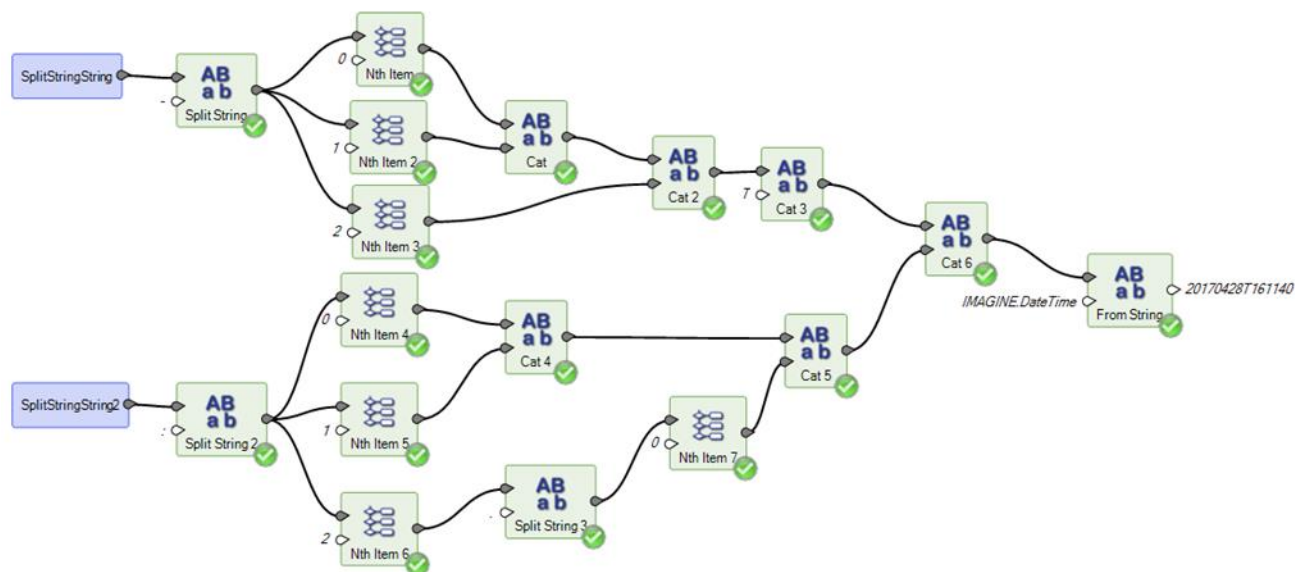 SplitStringString
AB
a b
-
Split String
0
Nth Item
1
Nth Item 2
2
Nth Item 3
AB
a b
Cat
AB
a b
Cat 2
AB
a b
T
Cat 3
AB
a b
Cat 6
AB
a b
IMAGINE.DateTime
From String
20170428T161140
SplitStringString2
AB
a b
:
Split String 2
0
Nth Item 4
1
Nth Item 5
2
Nth Item 6
AB
a b
Cat 4
AB
a b
.
Split String 3
0
Nth Item 7
AB
a b
Cat 5